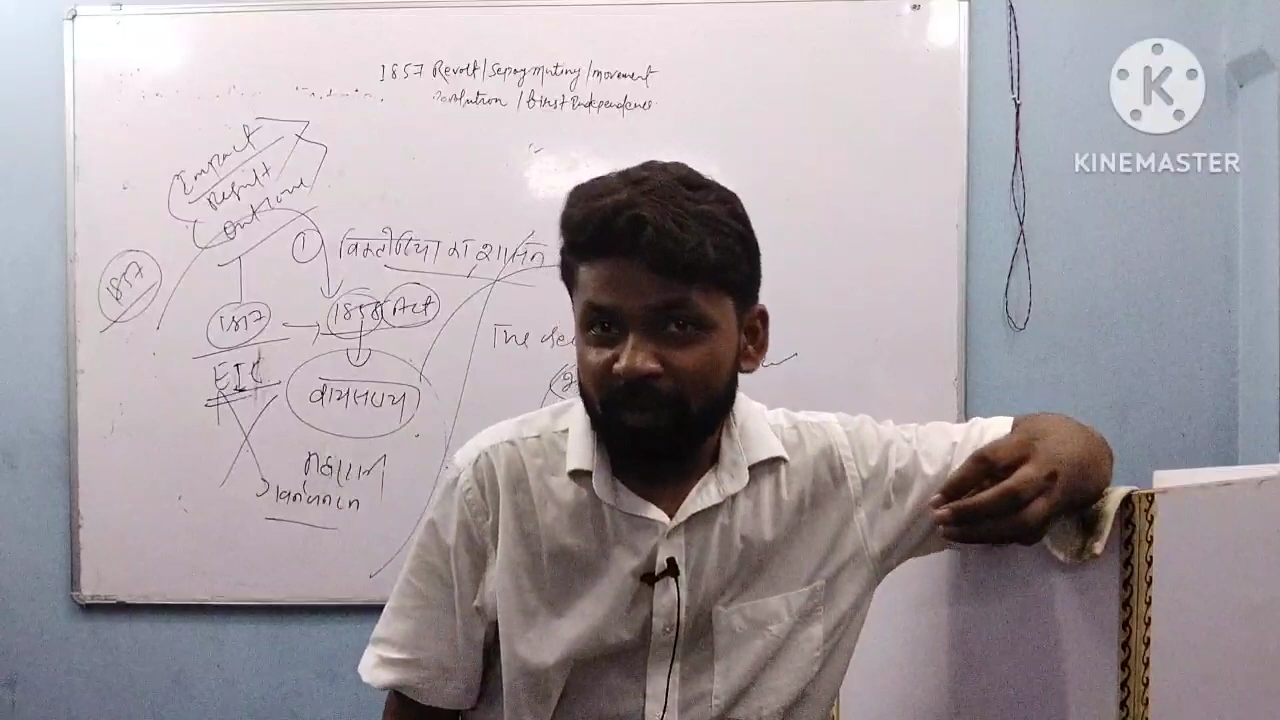 1857 Revolt/Sepoy Mutiny/movement
Revolution / first Independence
Impact
Result
Outcome
1857
① विक्टोरिया का शासन
1857 → 1858 Act
EIC
वायसराय
The
महारानी
KINEMASTER